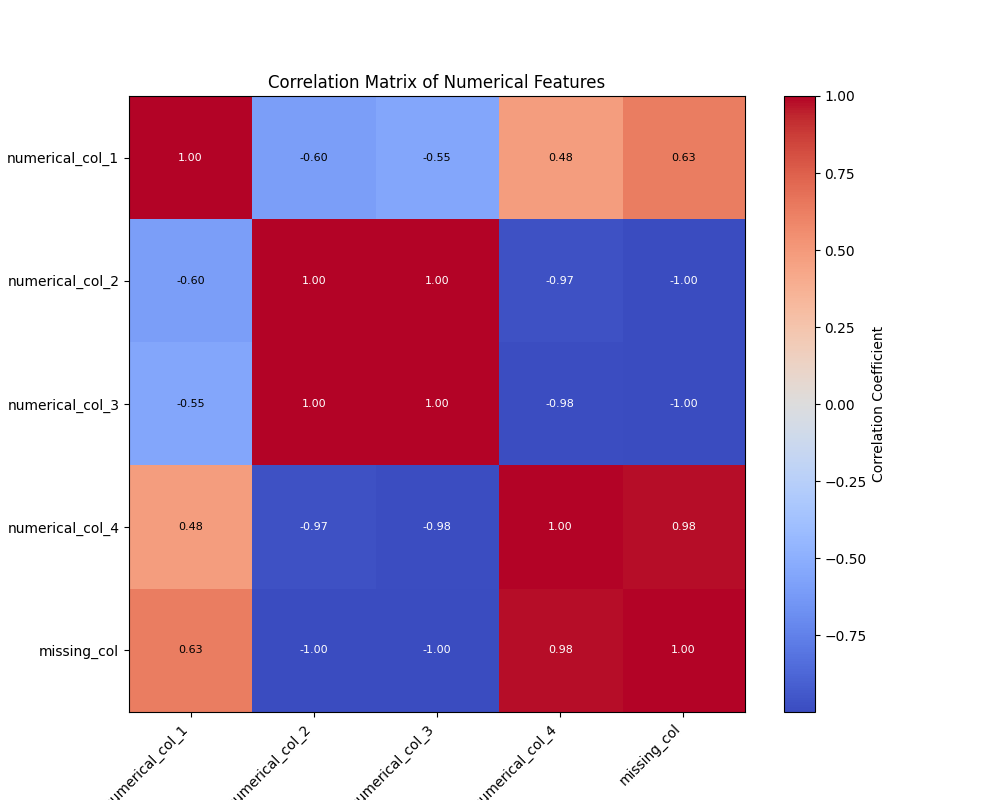 Correlation Matrix of Numerical Features
numerical_col_1
numerical_col_2
numerical_col_3
numerical_col_4
missing_col
1.00 -0.60 -0.55 0.48 0.63
-0.60 1.00 1.00 -0.97 -1.00
-0.55 1.00 1.00 -0.98 -1.00
0.48 -0.97 -0.98 1.00 0.98
0.63 -1.00 -1.00 0.98 1.00
umerical_col_1
umerical_col_2
umerical_col_3
umerical_col_4
missing_col
1.00
0.75
0.50
0.25
0.00
−0.25
−0.50
−0.75
Correlation Coefficient